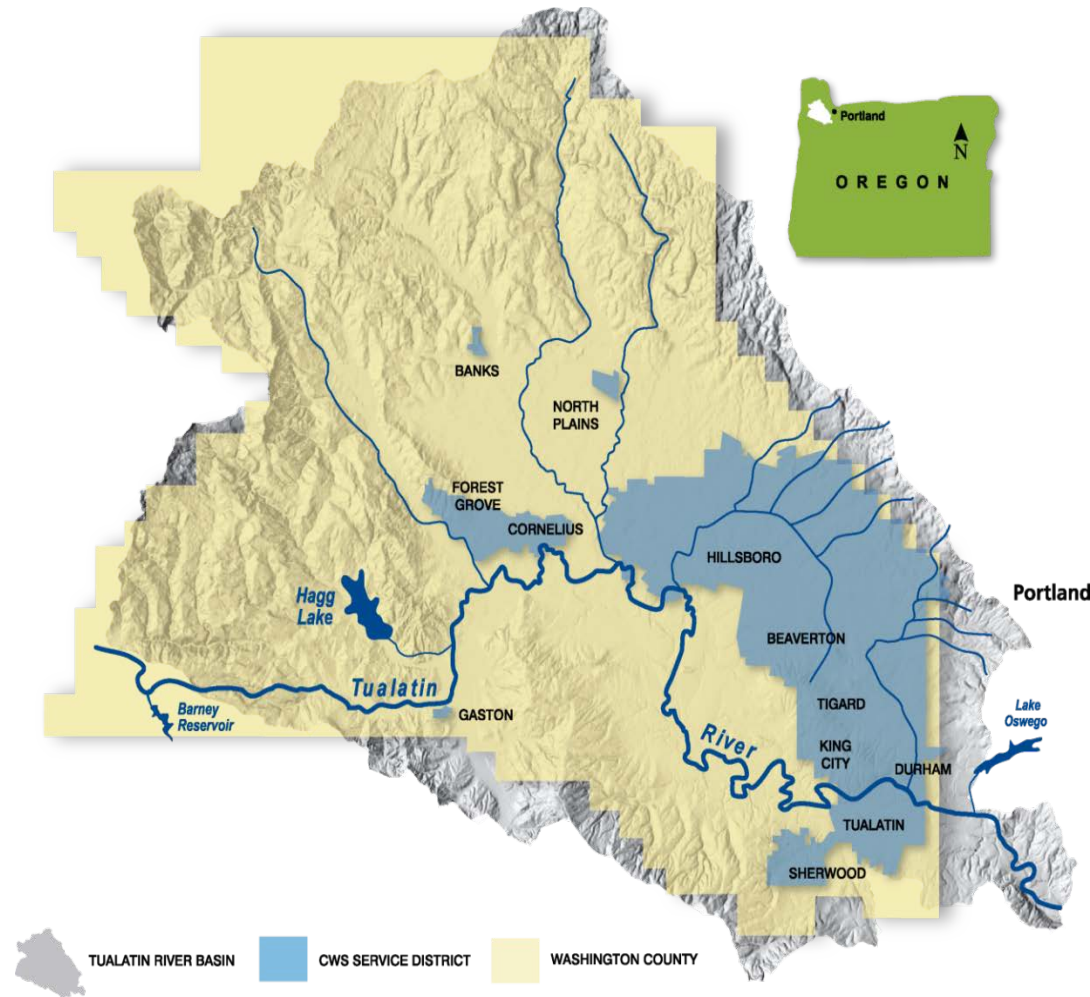 Portland
N
OREGON
BANKS
NORTH
PLAINS
FOREST
GROVE
CORNELIUS
HILLSBORO
Hagg
Lake
Portland
BEAVERTON
Tualatin
Barney
Reservoir
GASTON
TIGARD
River
KING
CITY
Lake
Oswego
DURHAM
TUALATIN
SHERWOOD
TUALATIN RIVER BASIN
CWS SERVICE DISTRICT
WASHINGTON COUNTY